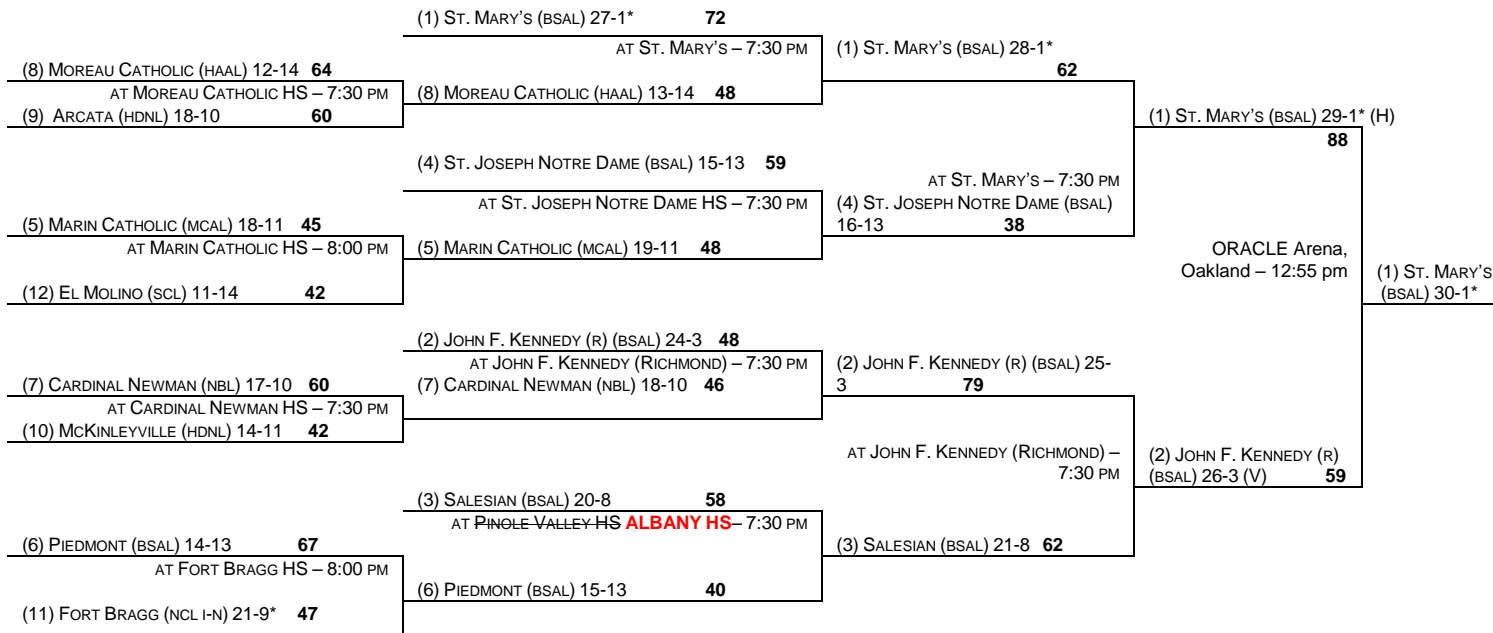 (1) ST. MARY'S (BSAL) 27-1* 72
AT ST. MARY'S – 7:30 PM
(8) MOREAU CATHOLIC (HAAL) 12-14 64
AT MOREAU CATHOLIC HS – 7:30 PM
(9) ARCATA (HDNL) 18-10 60
(8) MOREAU CATHOLIC (HAAL) 13-14 48
(1) ST. MARY'S (BSAL) 28-1*
62
(1) ST. MARY'S (BSAL) 29-1* (H)
88
(4) ST. JOSEPH NOTRE DAME (BSAL) 15-13 59
AT ST. JOSEPH NOTRE DAME HS – 7:30 PM
(5) MARIN CATHOLIC (MCAL) 18-11 45
AT MARIN CATHOLIC HS – 8:00 PM
(12) EL MOLINO (SCL) 11-14 42
(5) MARIN CATHOLIC (MCAL) 19-11 48
AT ST. MARY'S – 7:30 PM
(4) ST. JOSEPH NOTRE DAME (BSAL)
16-13 38
ORACLE Arena,
Oakland – 12:55 pm
(1) ST. MARY'S
(BSAL) 30-1*
(2) JOHN F. KENNEDY (R) (BSAL) 24-3 48
AT JOHN F. KENNEDY (RICHMOND) – 7:30 PM
(7) CARDINAL NEWMAN (NBL) 17-10 60
AT CARDINAL NEWMAN HS – 7:30 PM
(10) MCKINLEYVILLE (HDNL) 14-11 42
(7) CARDINAL NEWMAN (NBL) 18-10 46
(2) JOHN F. KENNEDY (R) (BSAL) 25-
3 79
AT JOHN F. KENNEDY (RICHMOND) –
7:30 PM
(2) JOHN F. KENNEDY (R)
(BSAL) 26-3 (V) 59
(3) SALESIAN (BSAL) 20-8 58
AT PINOLE VALLEY HS ALBANY HS– 7:30 PM
(6) PIEDMONT (BSAL) 14-13 67
AT FORT BRAGG HS – 8:00 PM
(11) FORT BRAGG (NCL I-N) 21-9* 47
(6) PIEDMONT (BSAL) 15-13 40
(3) SALESIAN (BSAL) 21-8 62